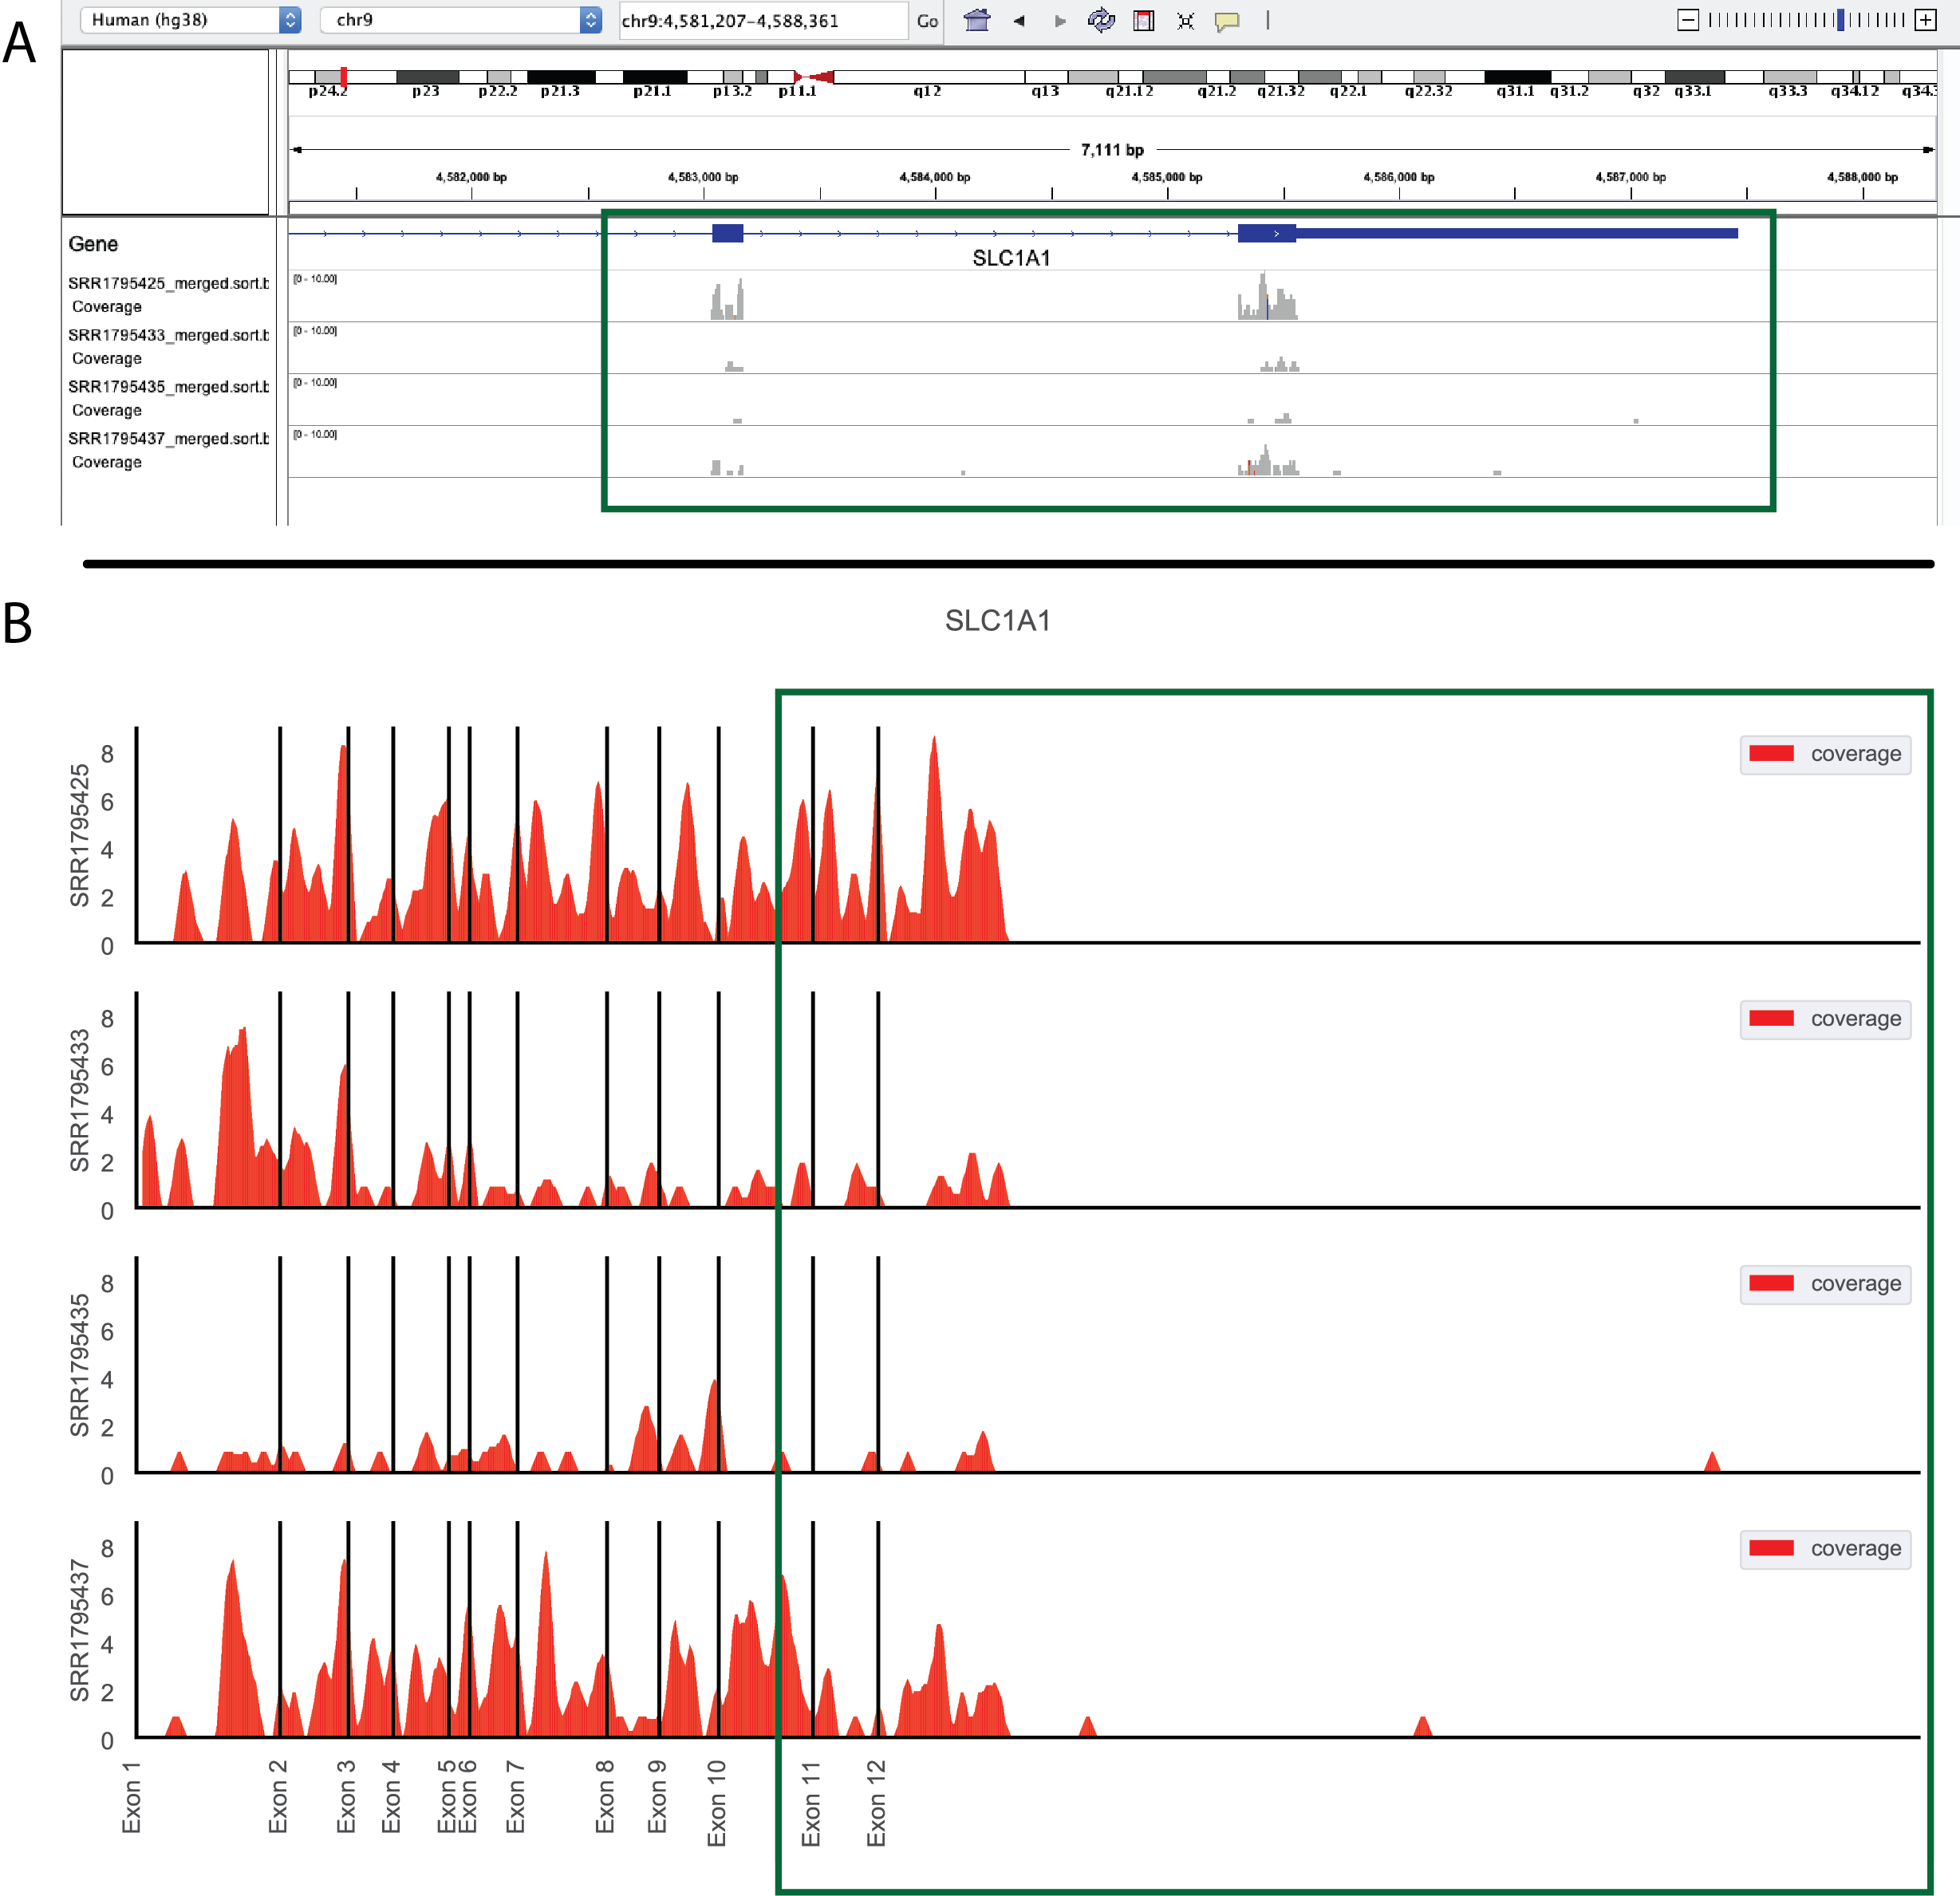 A
Human (hg38) chr9 chr9:4,581,207-4,588,361 Go
p24.2 p23 p22.2 p21.3 p21.1 p13.2 p11.1 q12 q13 q21.12 q21.2 q21.32 q22.1 q22.32 q31.1 q31.2 q32 q33.1 q33.3 q34.12 q34.3
7,111 bp
4,582,000 bp 4,583,000 bp 4,584,000 bp 4,585,000 bp 4,586,000 bp 4,587,000 bp 4,588,000 bp
Gene
SLC1A1
SRR1795425_merged.sort.b [0 - 10.00]
Coverage
SRR1795433_merged.sort.b [0 - 10.00]
Coverage
SRR1795435_merged.sort.b [0 - 10.00]
Coverage
SRR1795437_merged.sort.b [0 - 10.00]
Coverage
B
SLC1A1
SRR1795425
8
6
4
2
0
coverage
SRR1795433
8
6
4
2
0
coverage
SRR1795435
8
6
4
2
0
coverage
SRR1795437
8
6
4
2
0
coverage
Exon 1
Exon 2
Exon 3
Exon 4
Exon 5
Exon 6
Exon 7
Exon 8
Exon 9
Exon 10
Exon 11
Exon 12